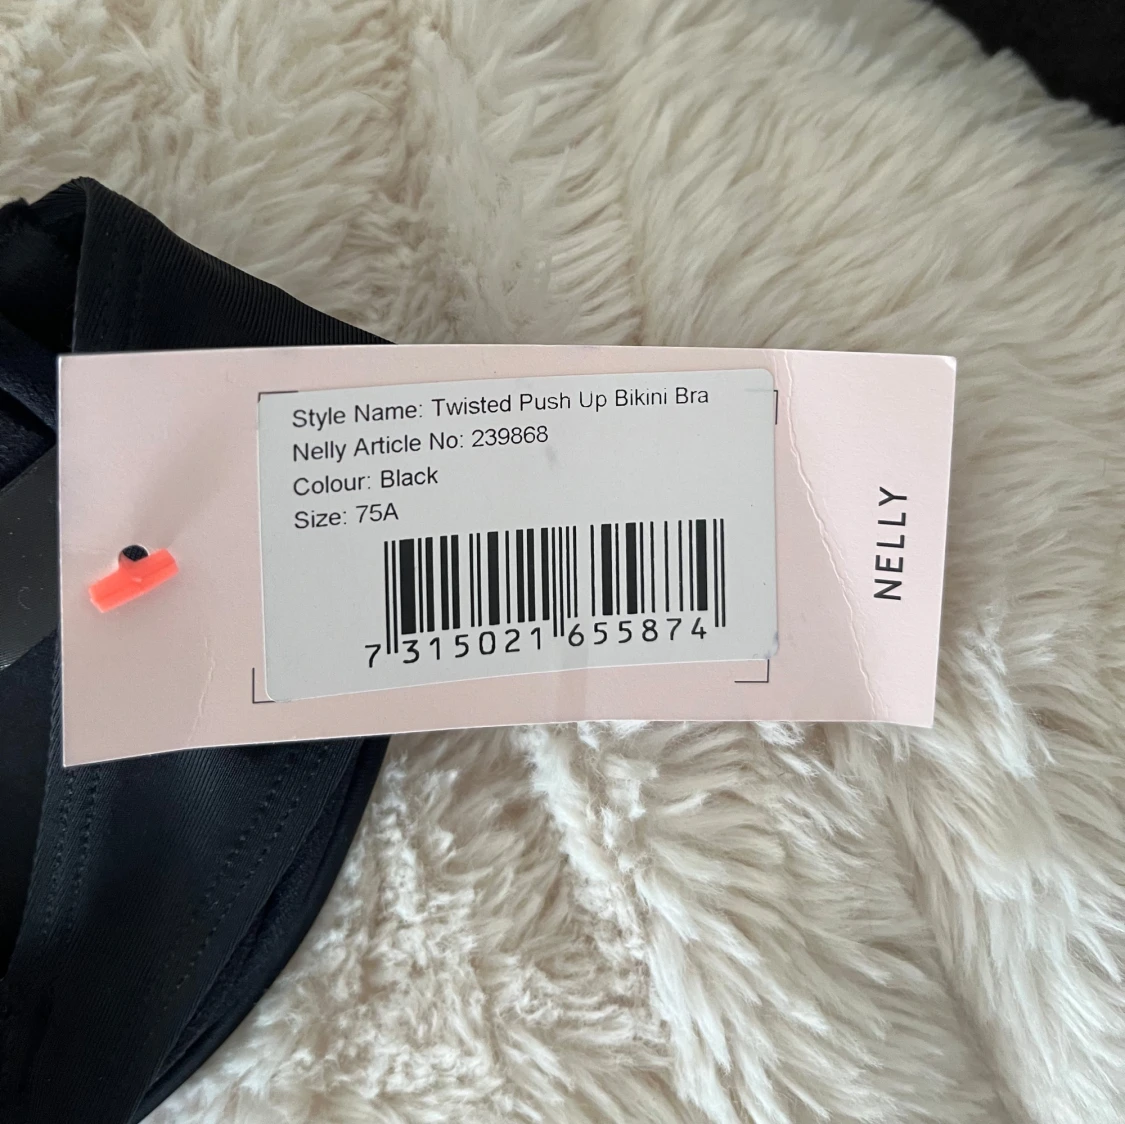 Style Name: Twisted Push Up Bikini Bra
Nelly Article No: 239868
Colour: Black
Size: 75A
7 315021 655874
NELLY